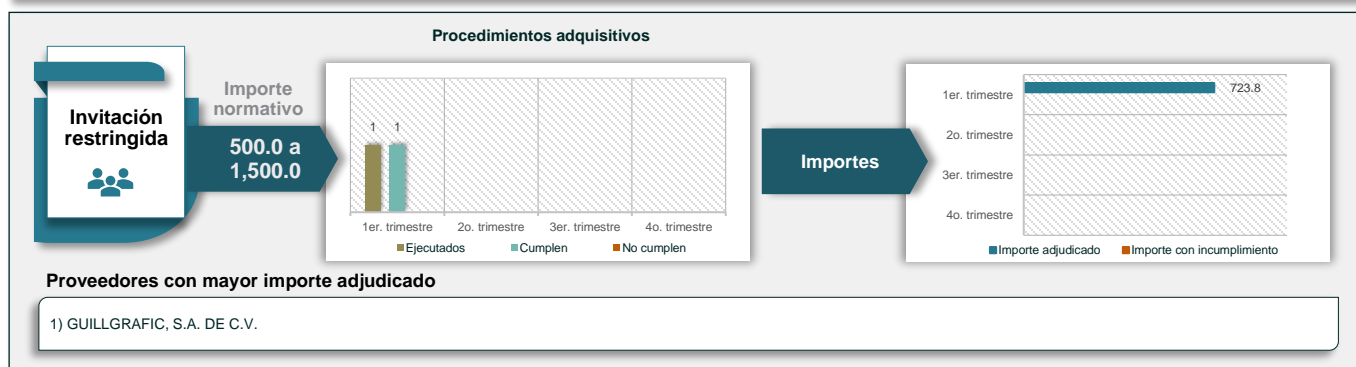 Invitación
restringida
Importe
normativo
500.0 a
1,500.0
Procedimientos adquisitivos
1 1
1er. trimestre 2o. trimestre 3er. trimestre 4o. trimestre
Ejecutados Cumplen No cumplen
Importes
1er. trimestre 723.8
2o. trimestre
3er. trimestre
4o. trimestre
Importe adjudicado Importe con incumplimiento
Proveedores con mayor importe adjudicado
1) GUILLGRAFIC, S.A. DE C.V.